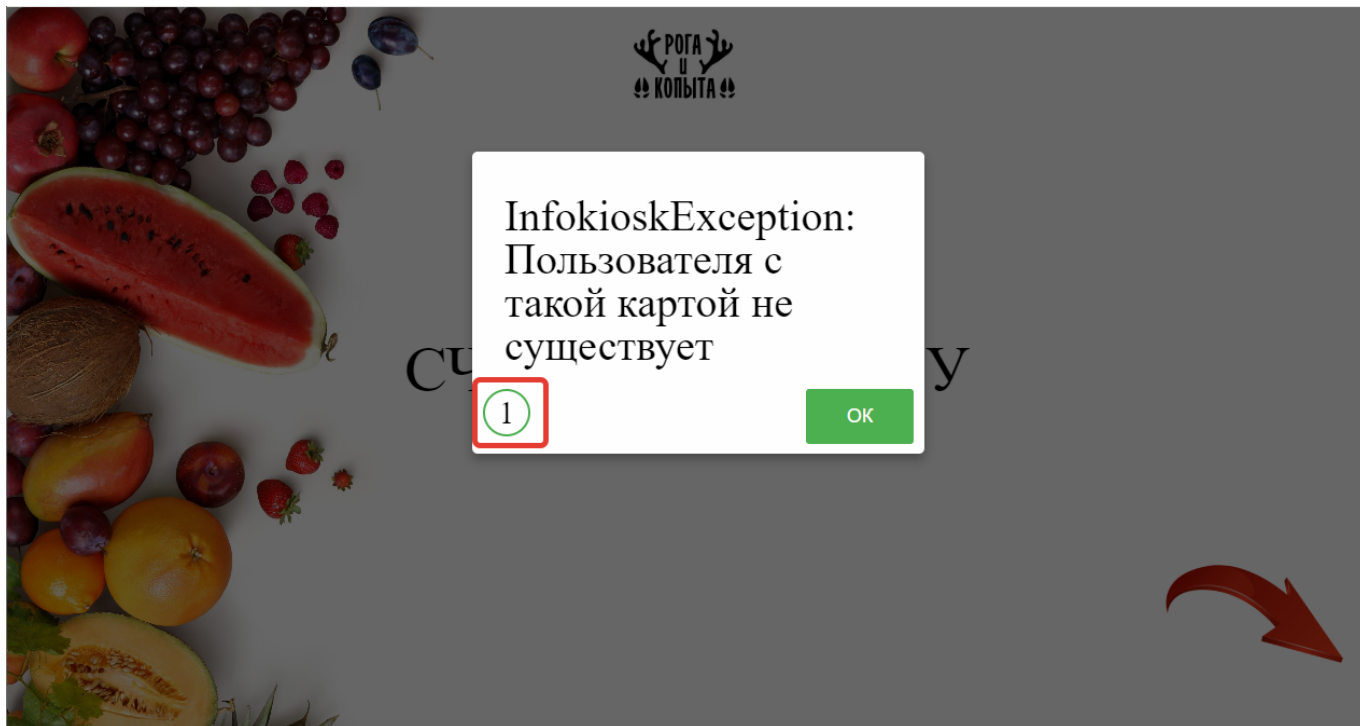 РОГА
И
КОПЫТА
InfokioskException:
Пользователя с
такой картой не
существует
1
OK